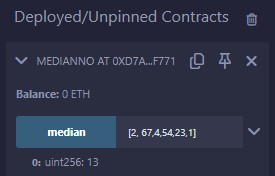 Deployed/Unpinned Contracts
MEDIANNO AT 0XD7A...F771
Balance: 0 ETH
median [2, 67,4,54,23,1]
0: uint256: 13